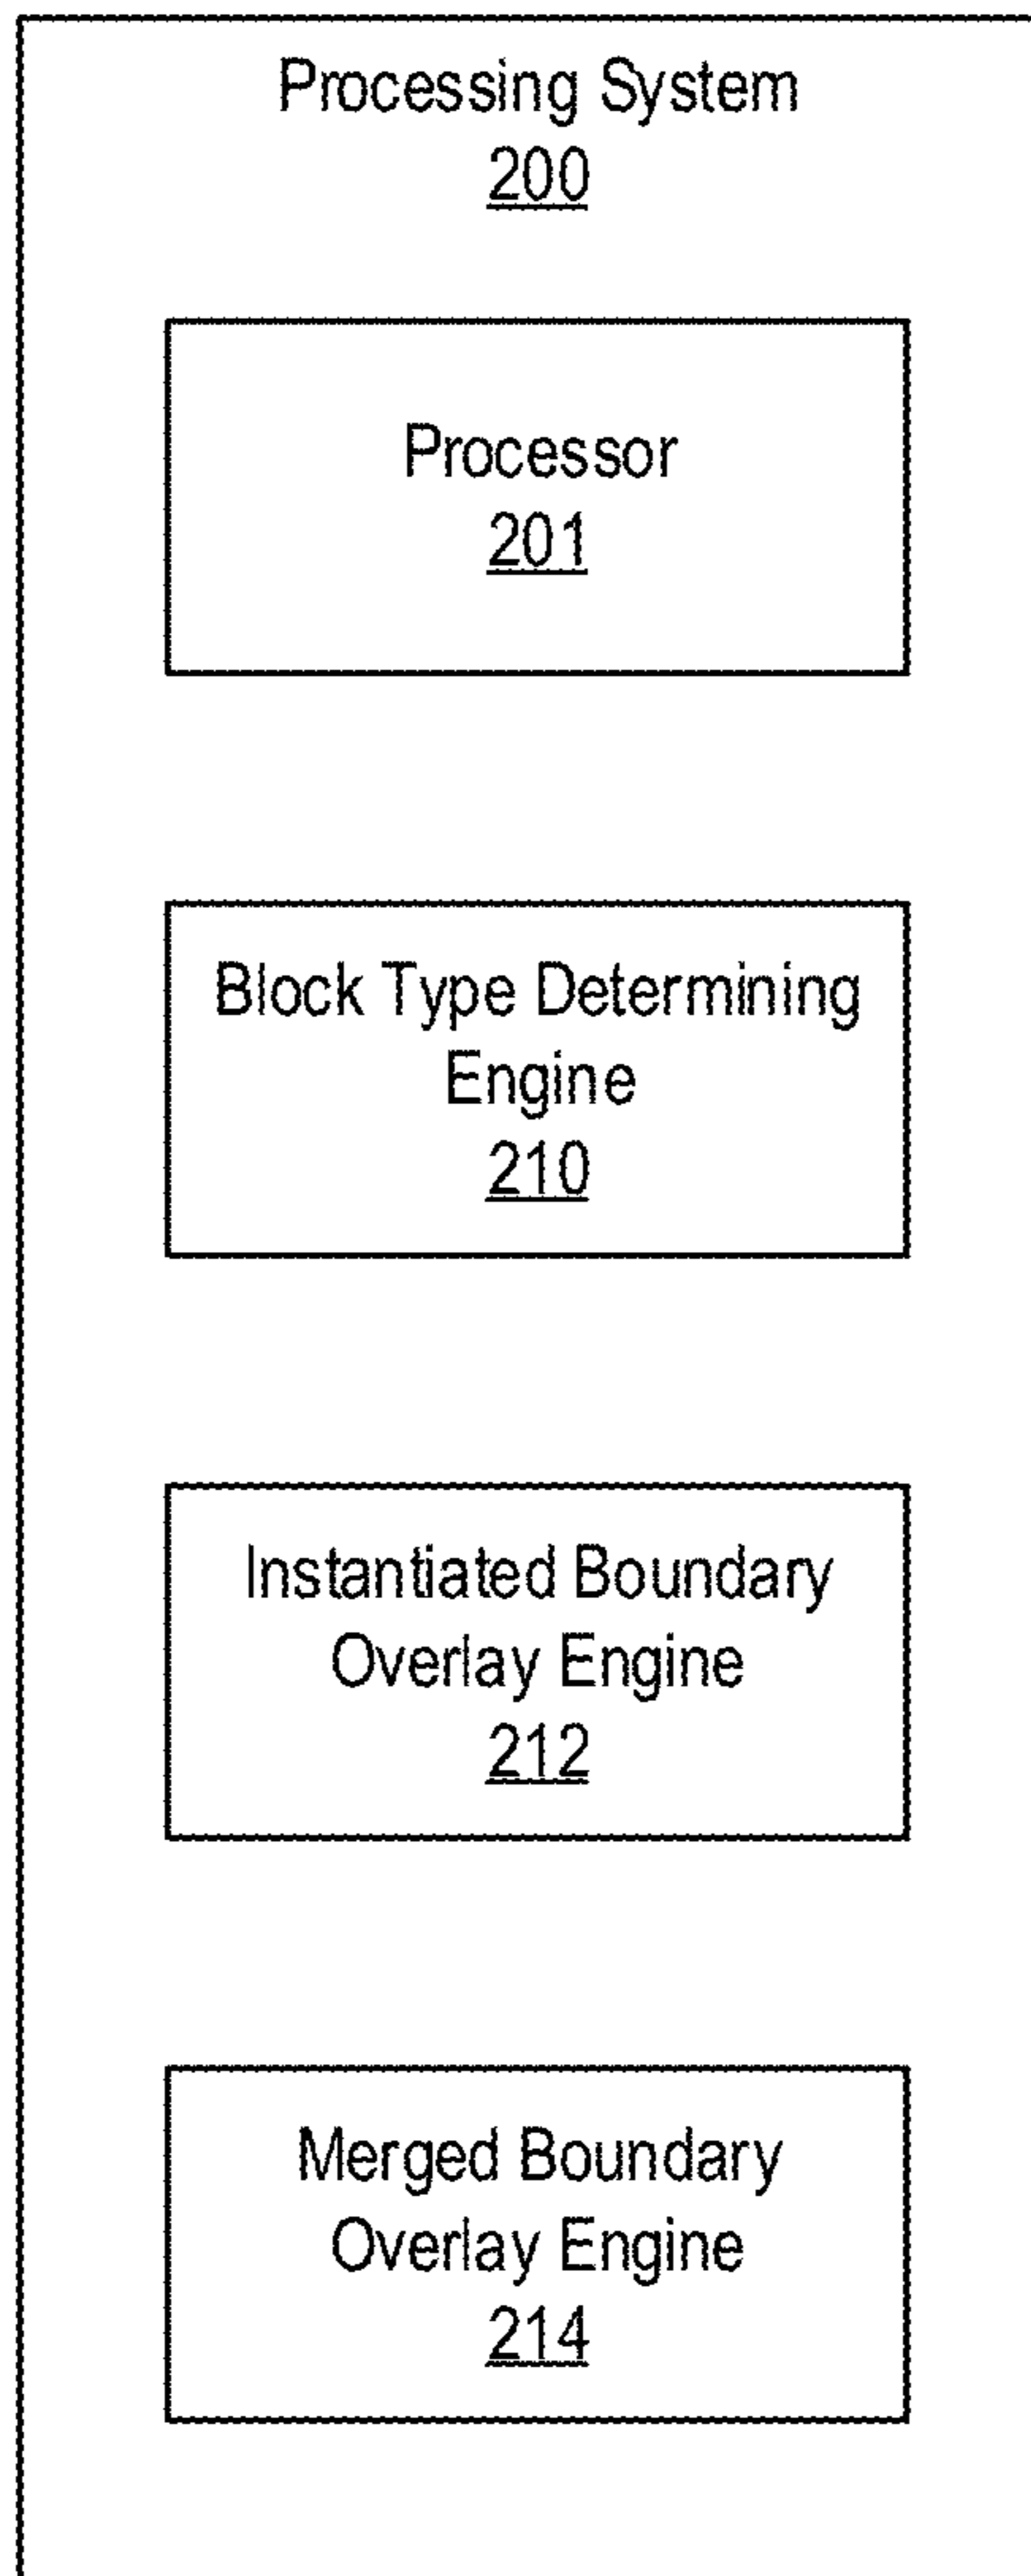 Processing System
200
Processor
201
Block Type Determining
Engine
210
Instantiated Boundary
Overlay Engine
212
Merged Boundary
Overlay Engine
214